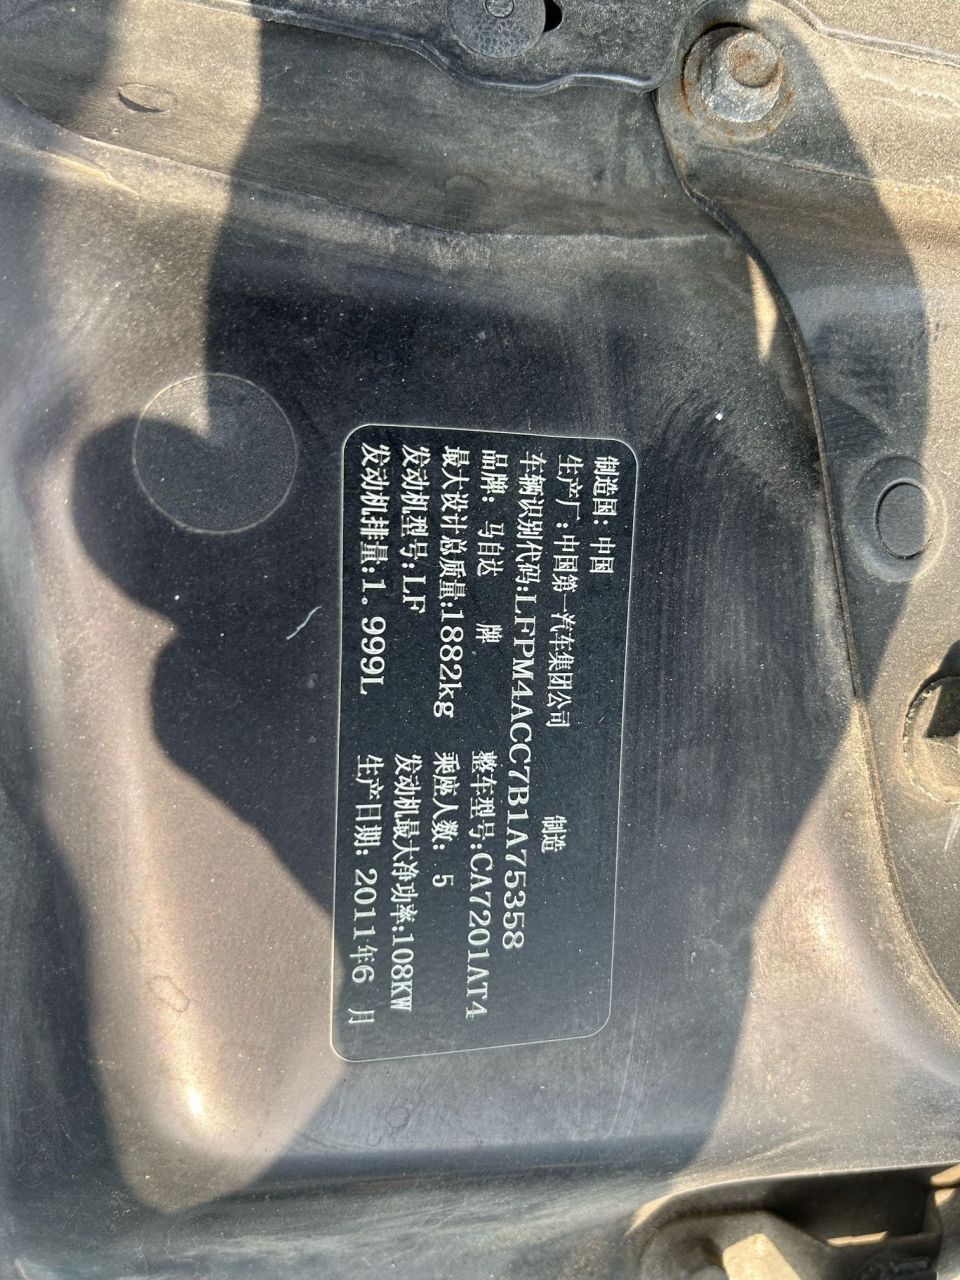 制造国：中国
生产厂：中国第一汽车集团公司 制造
车辆识别代码：LFPM4ACC7B1A75358
品牌：马自达 牌 整车型号：CA7201AT4
最大设计总质量：1882kg 乘座人数：5
发动机型号：LF 发动机最大净功率：108KW
发动机排量：1.999L 生产日期：2011年6 月